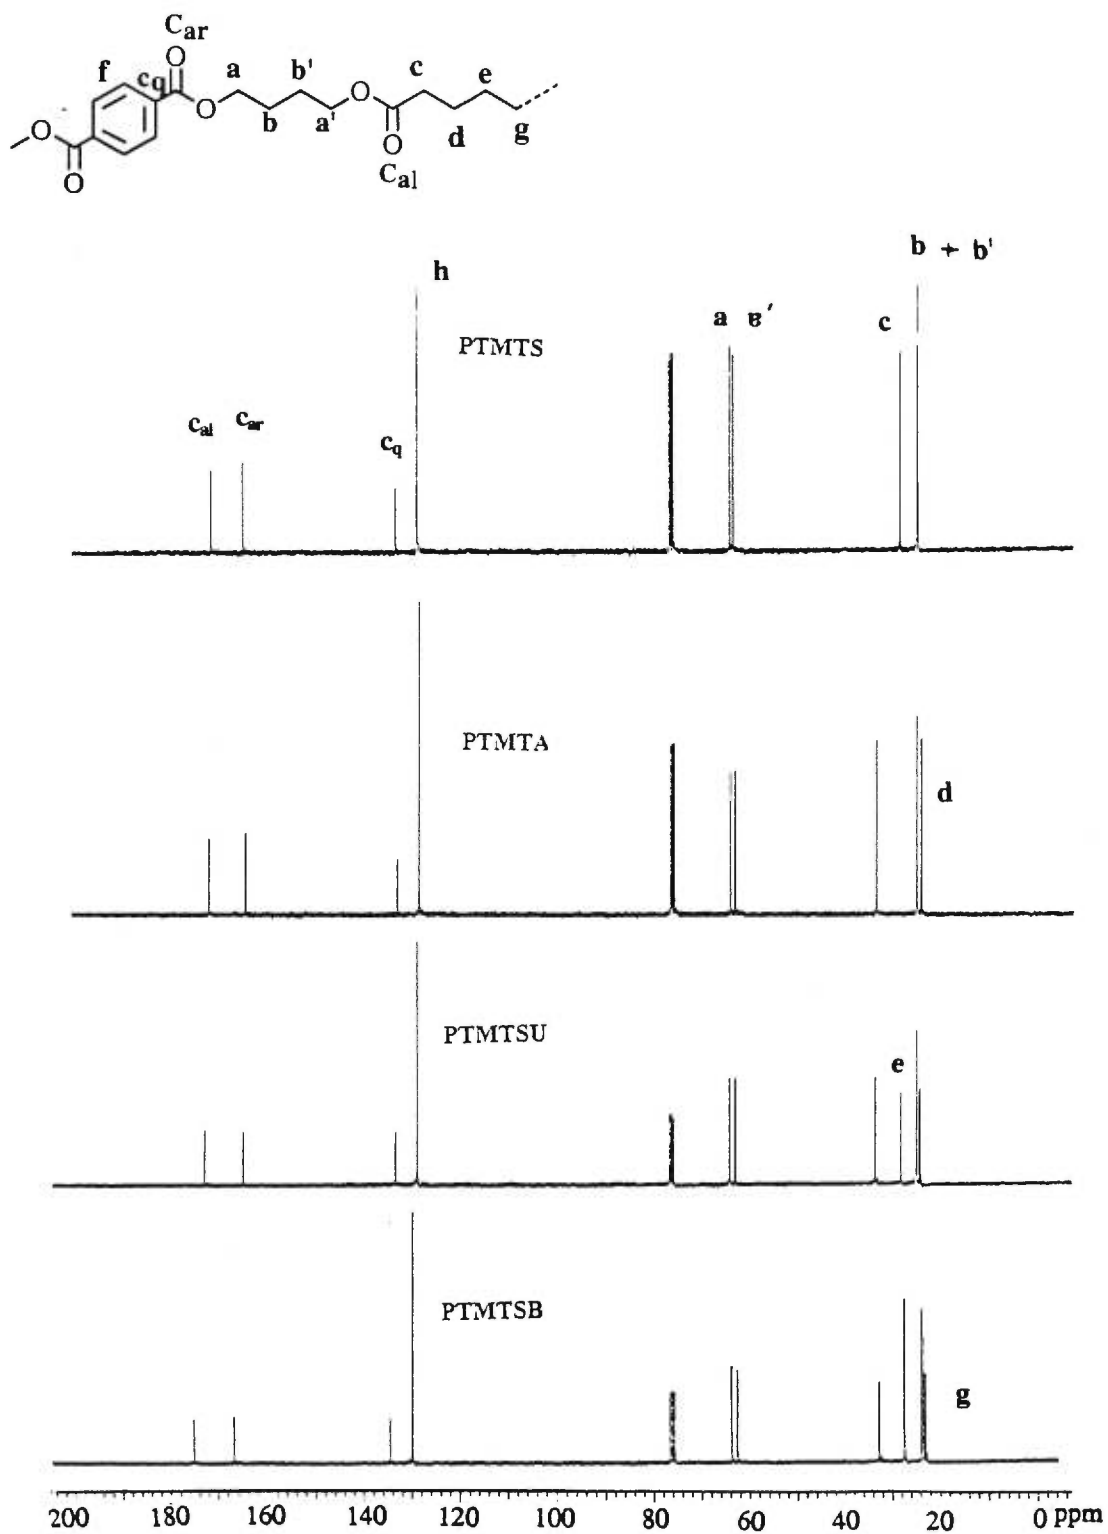 Car
O
f cq a b' c e
O O
O b a' d g
O O
Cal
b + b'
h
a a' c
PTMTS
cal car
cq
PTMTA
d
PTMTSU
e
PTMTSB
g
200 160 140 120 100 80 60 40 20 0 ppm